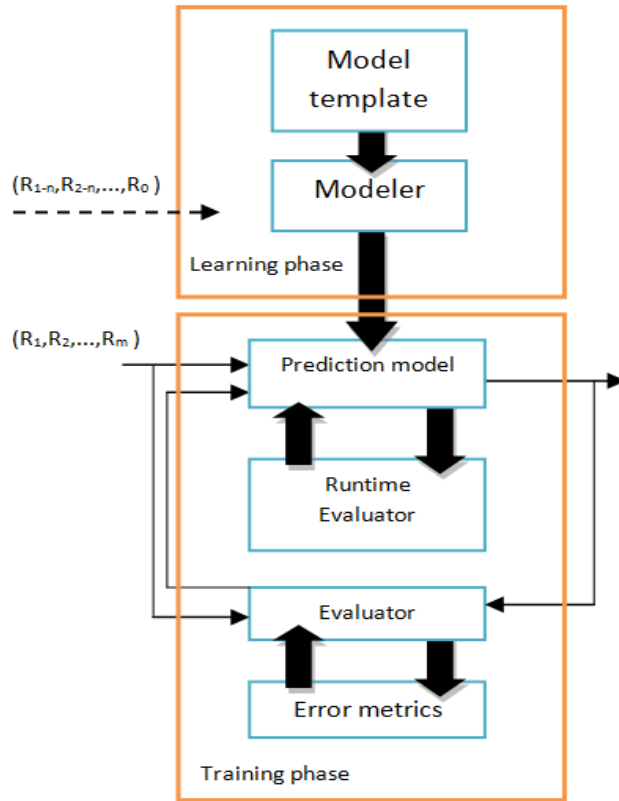 Model
template
(R₁₋ₙ,R₂₋ₙ,...,R₀ )
Modeler
Learning phase
(R₁,R₂,...,Rₘ )
Prediction model
Runtime
Evaluator
Evaluator
Error metrics
Training phase